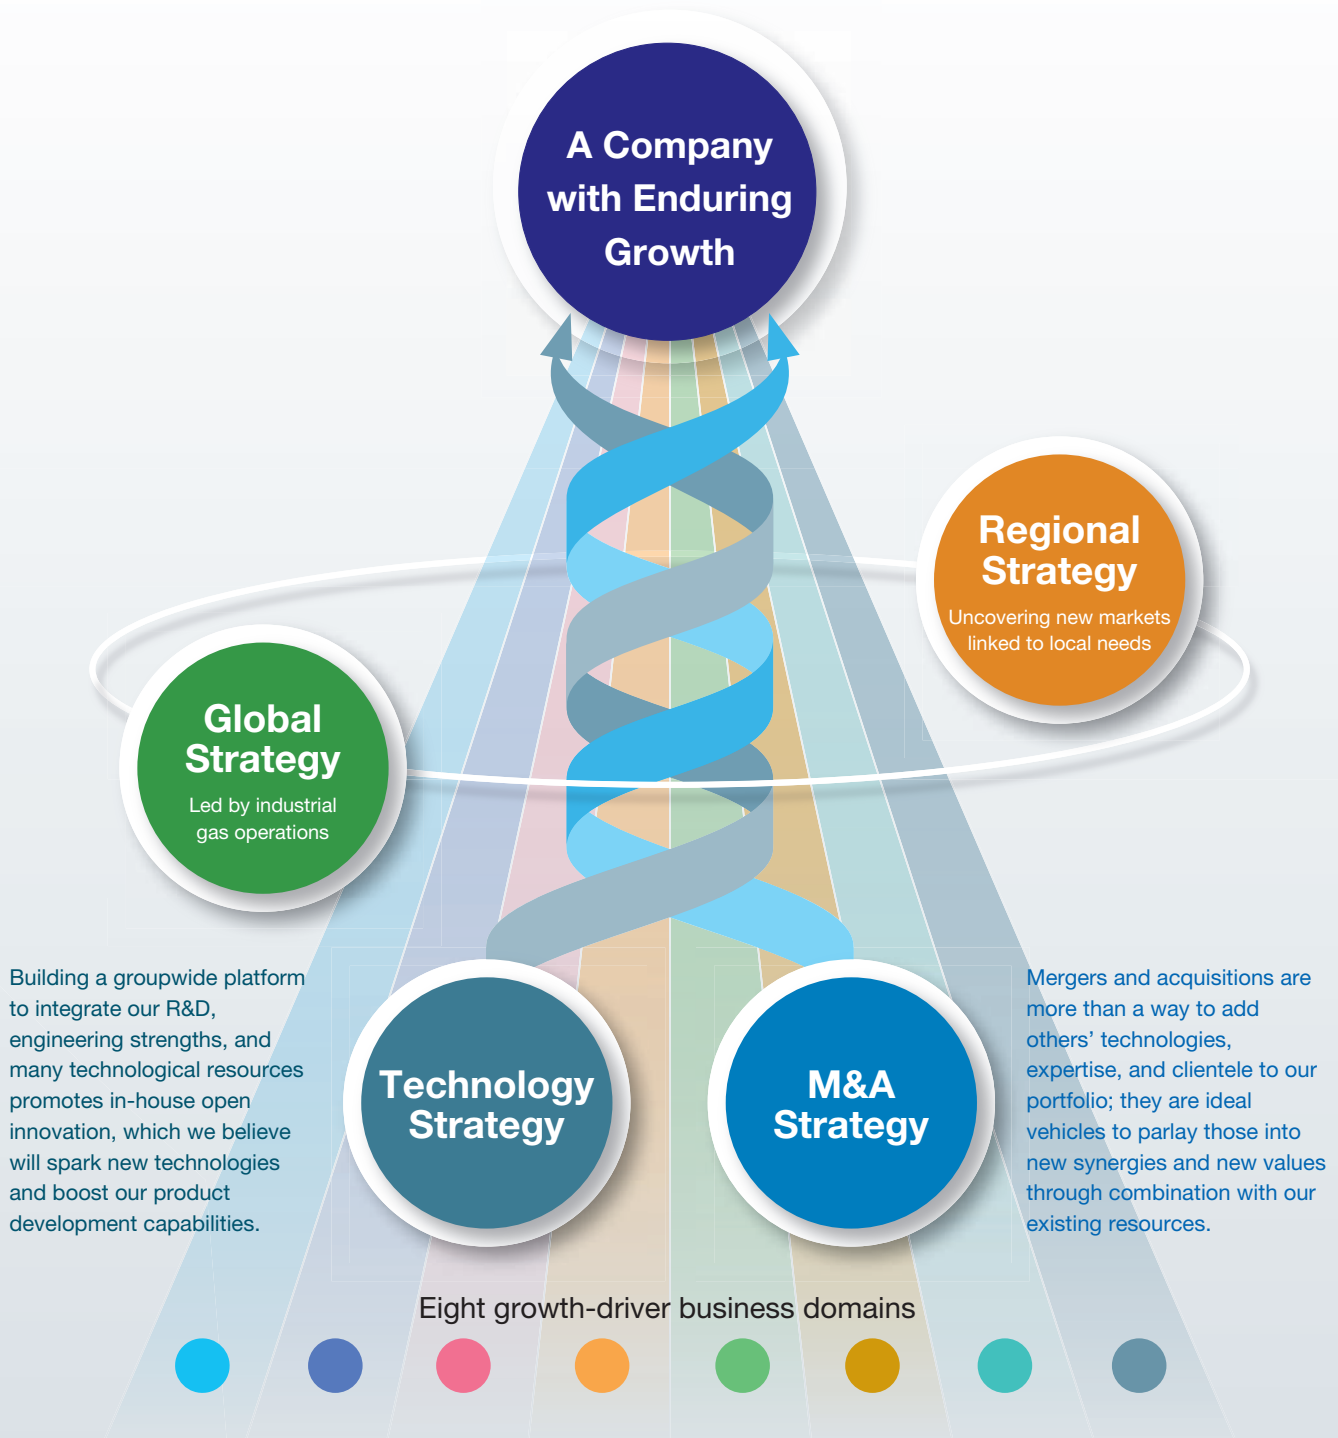 A Company
with Enduring
Growth
Regional
Strategy
Uncovering new markets
linked to local needs
Global
Strategy
Led by industrial
gas operations
Building a groupwide platform
to integrate our R&D,
engineering strengths, and
many technological resources
promotes in-house open
innovation, which we believe
will spark new technologies
and boost our product
development capabilities.
Technology
Strategy
M&A
Strategy
Mergers and acquisitions are
more than a way to add
others’ technologies,
expertise, and clientele to our
portfolio; they are ideal
vehicles to parlay those into
new synergies and new values
through combination with our
existing resources.
Eight growth-driver business domains